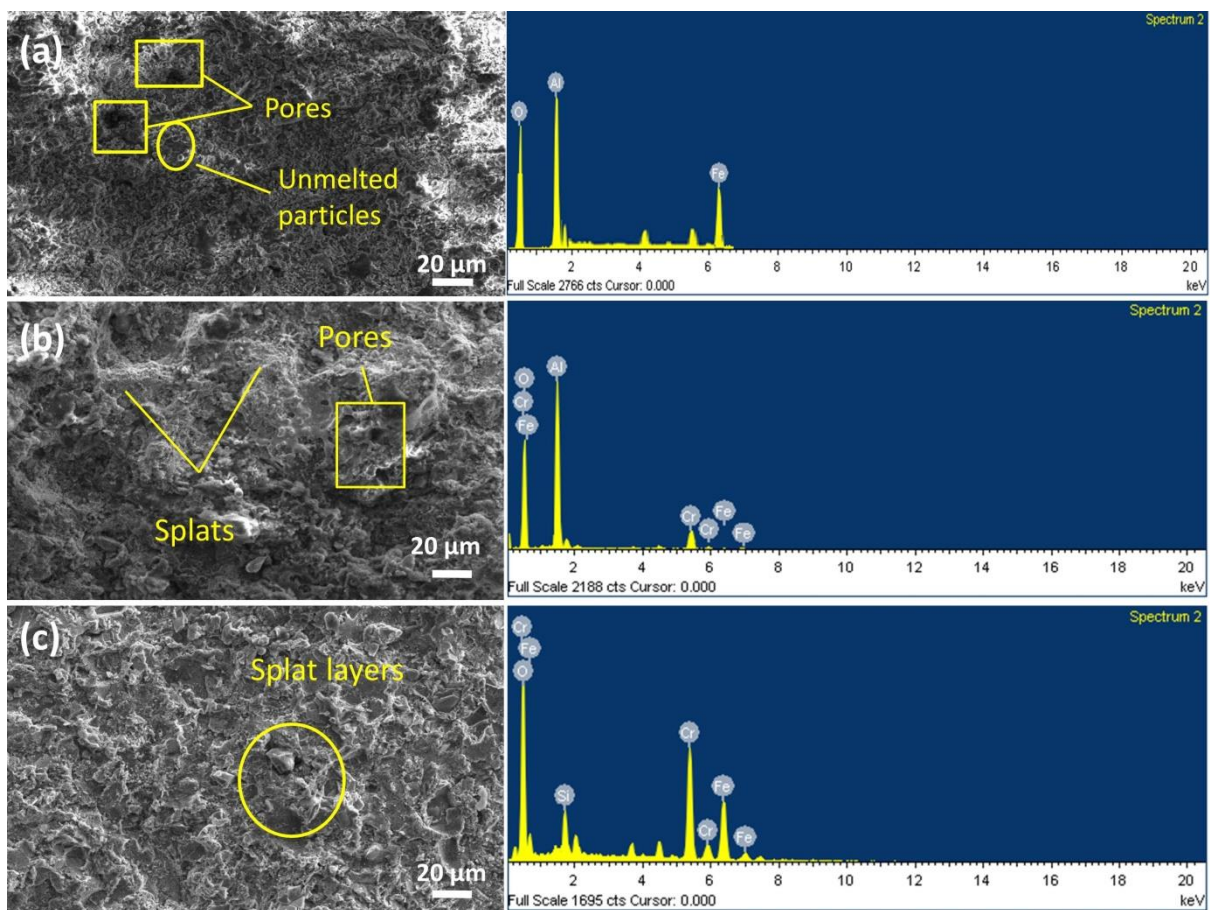 (a)
Pores
Unmelted
particles
20 µm
Spectrum 2
O
Al
Fe
2 4 6 8 10 12 14 16 18 20
Full Scale 2766 cts Cursor: 0.000
keV
(b)
Pores
Splats
20 µm
Spectrum 2
O
Cr
Fe
Al
Cr
Cr
Fe
Fe
2 4 6 8 10 12 14 16 18 20
Full Scale 2188 cts Cursor: 0.000
keV
(c)
Splat layers
20 µm
Spectrum 2
Cr
Fe
O
Si
Cr
Cr
Fe
Fe
2 4 6 8 10 12 14 16 18 20
Full Scale 1695 cts Cursor: 0.000
keV